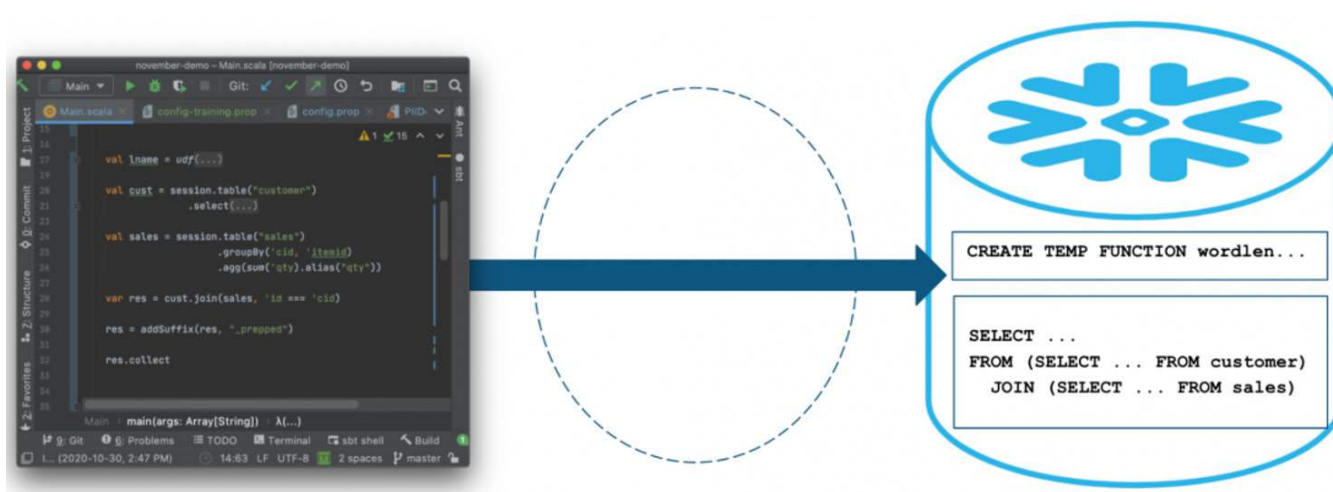 november-demo – Main.scala [november-demo]
Main
Git:
Main.scala
config-training.prop
config.prop
PIID
1: Project
0: Commit
Z: Structure
2: Favorites
Ant
sbt
1 15
15
16
17 val lname = udf(...)
20 val cust = session.table("customer")
21 .select(...)
23
24 val sales = session.table("sales")
25 .groupBy('cid, 'itemid)
26 .agg(sum('qty).alias("qty"))
27
28 var res = cust.join(sales, 'id === 'cid)
30 res = addSuffix(res, "_prepped")
31
32 res.collect
33
34
35
Main main(args: Array[String]) λ(...)
9: Git 6: Problems TODO Terminal sbt shell Build 1
I... (2020-10-30, 2:47 PM) 14:63 LF UTF-8 2 spaces master
CREATE TEMP FUNCTION wordlen...
SELECT ...
FROM (SELECT ... FROM customer)
JOIN (SELECT ... FROM sales)